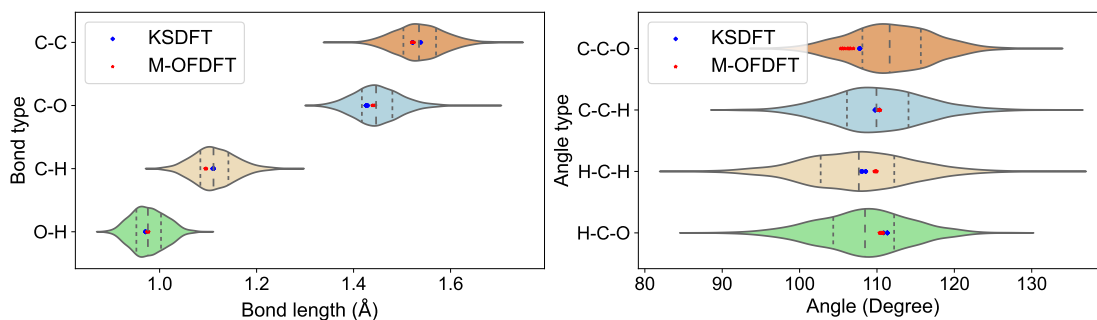 KSDFT
M-OFDFT
Bond type
C-C
C-O
C-H
O-H
1.0
1.2
1.4
1.6
Bond length (Å)
KSDFT
M-OFDFT
Angle type
C-C-O
C-C-H
H-C-H
H-C-O
80
90
100
110
120
130
Angle (Degree)